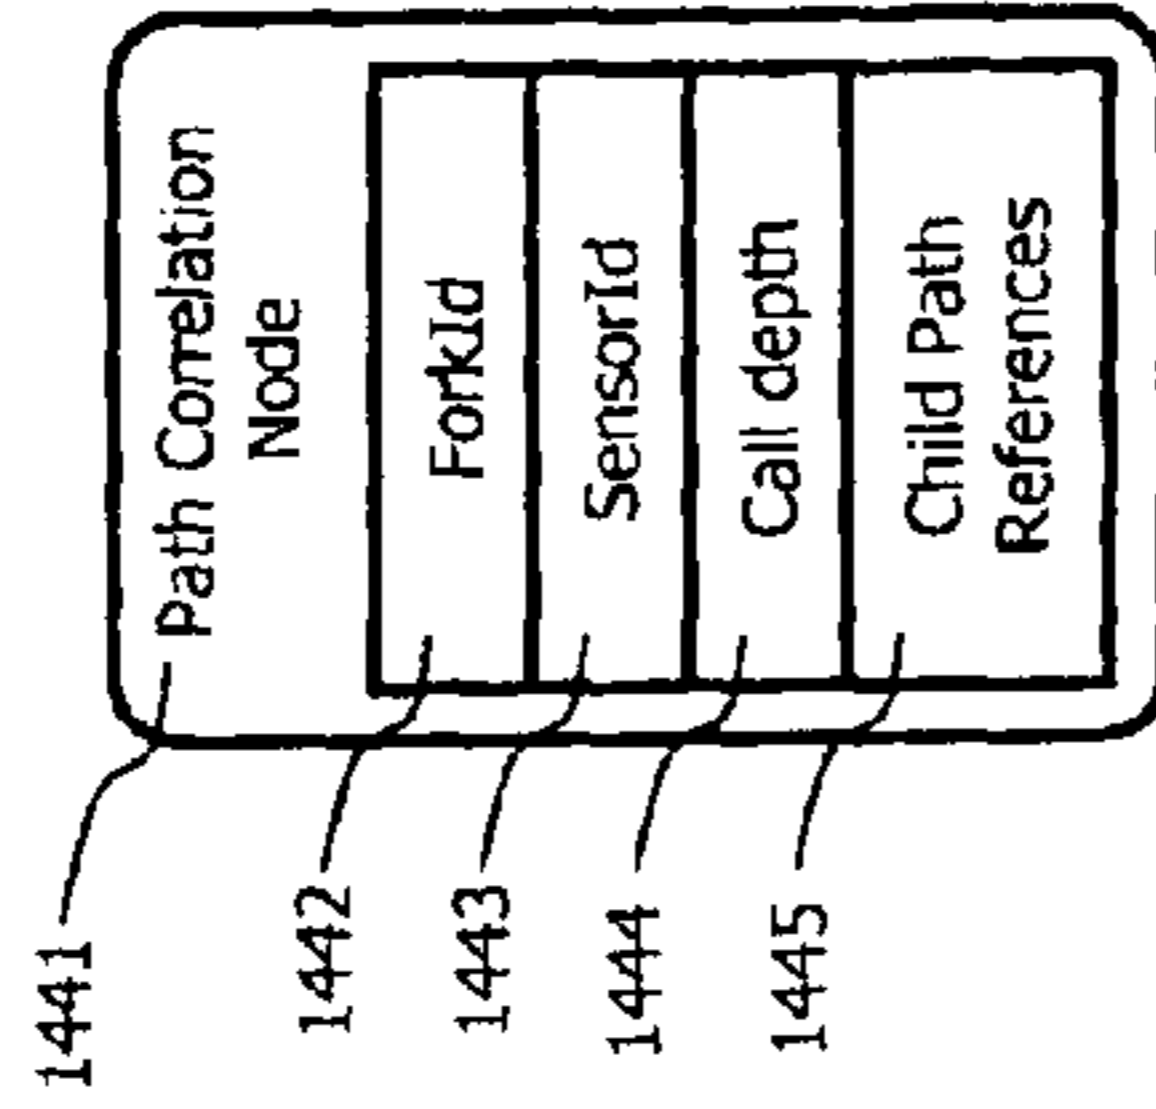 1441
Path Correlation
Node
1442
ForkId
1443
SensorId
1444
Call depth
1445
Child Path
References